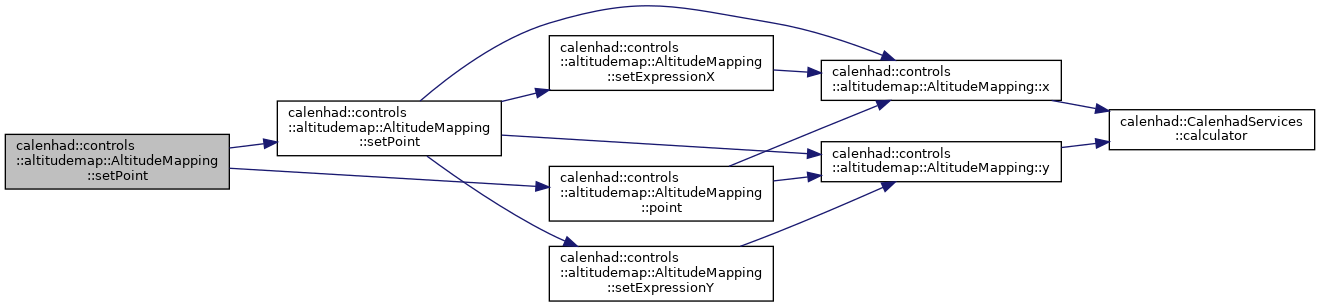 calenhad::controls
::altitudemap::AltitudeMapping
::setPoint
calenhad::controls
::altitudemap::AltitudeMapping
::setPoint
calenhad::controls
::altitudemap::AltitudeMapping
::setExpressionX
calenhad::controls
::altitudemap::AltitudeMapping
::point
calenhad::controls
::altitudemap::AltitudeMapping
::setExpressionY
calenhad::controls
::altitudemap::AltitudeMapping::x
calenhad::controls
::altitudemap::AltitudeMapping::y
calenhad::CalenhadServices
::calculator